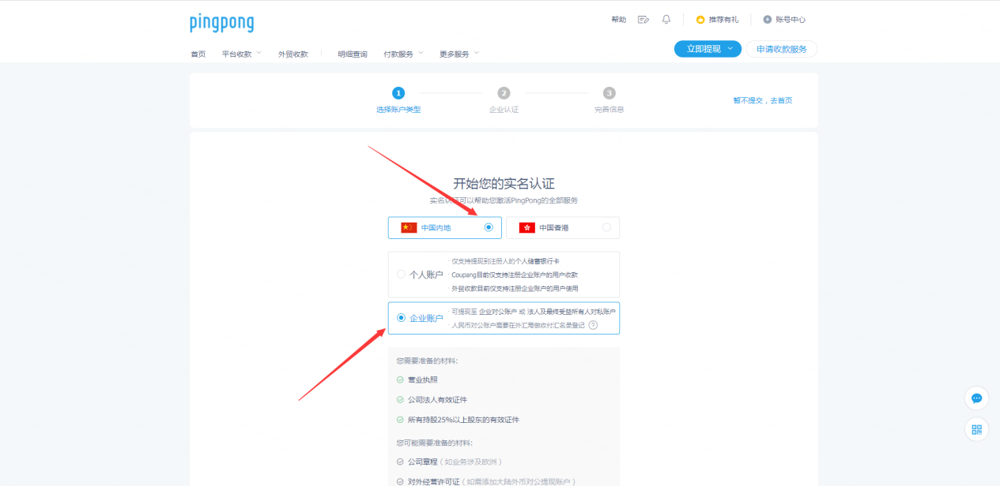 pingpong
帮助
推荐有礼
账号中心
首页 平台收款 外贸收款 明细查询 付款服务 更多服务
立即提现
申请收款服务
1 2 3
选择账户类型 企业认证 完善信息
暂不提交，去首页
开始您的实名认证
实名认证可以帮助您激活PingPong的全部服务
中国内地
中国香港
个人账户
· 仅支持提现到注册人的个人储蓄银行卡
· Coupang目前仅支持注册企业账户的用户收款
· 外贸收款目前仅支持注册企业账户的用户使用
企业账户
· 可提现至 企业对公账户 或 法人及最终受益所有人对私账户
· 人民币对公账户需要在外汇局做收付汇名录登记 ?
您需要准备的材料:
营业执照
公司法人有效证件
所有持股25%以上股东的有效证件
您可能需要准备的材料:
公司章程（如业务涉及欧洲）
对外经营许可证（如需添加大陆外币对公提现账户）